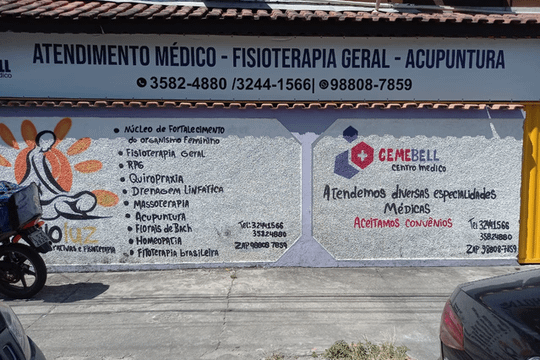 ATENDIMENTO MÉDICO - FISIOTERAPIA GERAL - ACUPUNTURA
3582-4880 /3244-1566| 98808-7859
Núcleo de Fortalecimento
do organismo Feminino
Fisioterapia Geral
RPG
Quiropraxia
Drenagem Linfática
Massoterapia
Acupuntura
Florais de Bach
Homeopatia
Fitoterapia brasileira
Tel: 32441566
35824880
ZAP 98808 7859
CEMEBELL
CENTRO MEDICO
Atendemos diversas especialidades
Médicas
Aceitamos convênios
Tel 32441566
35824880
ZAP 98808-7859